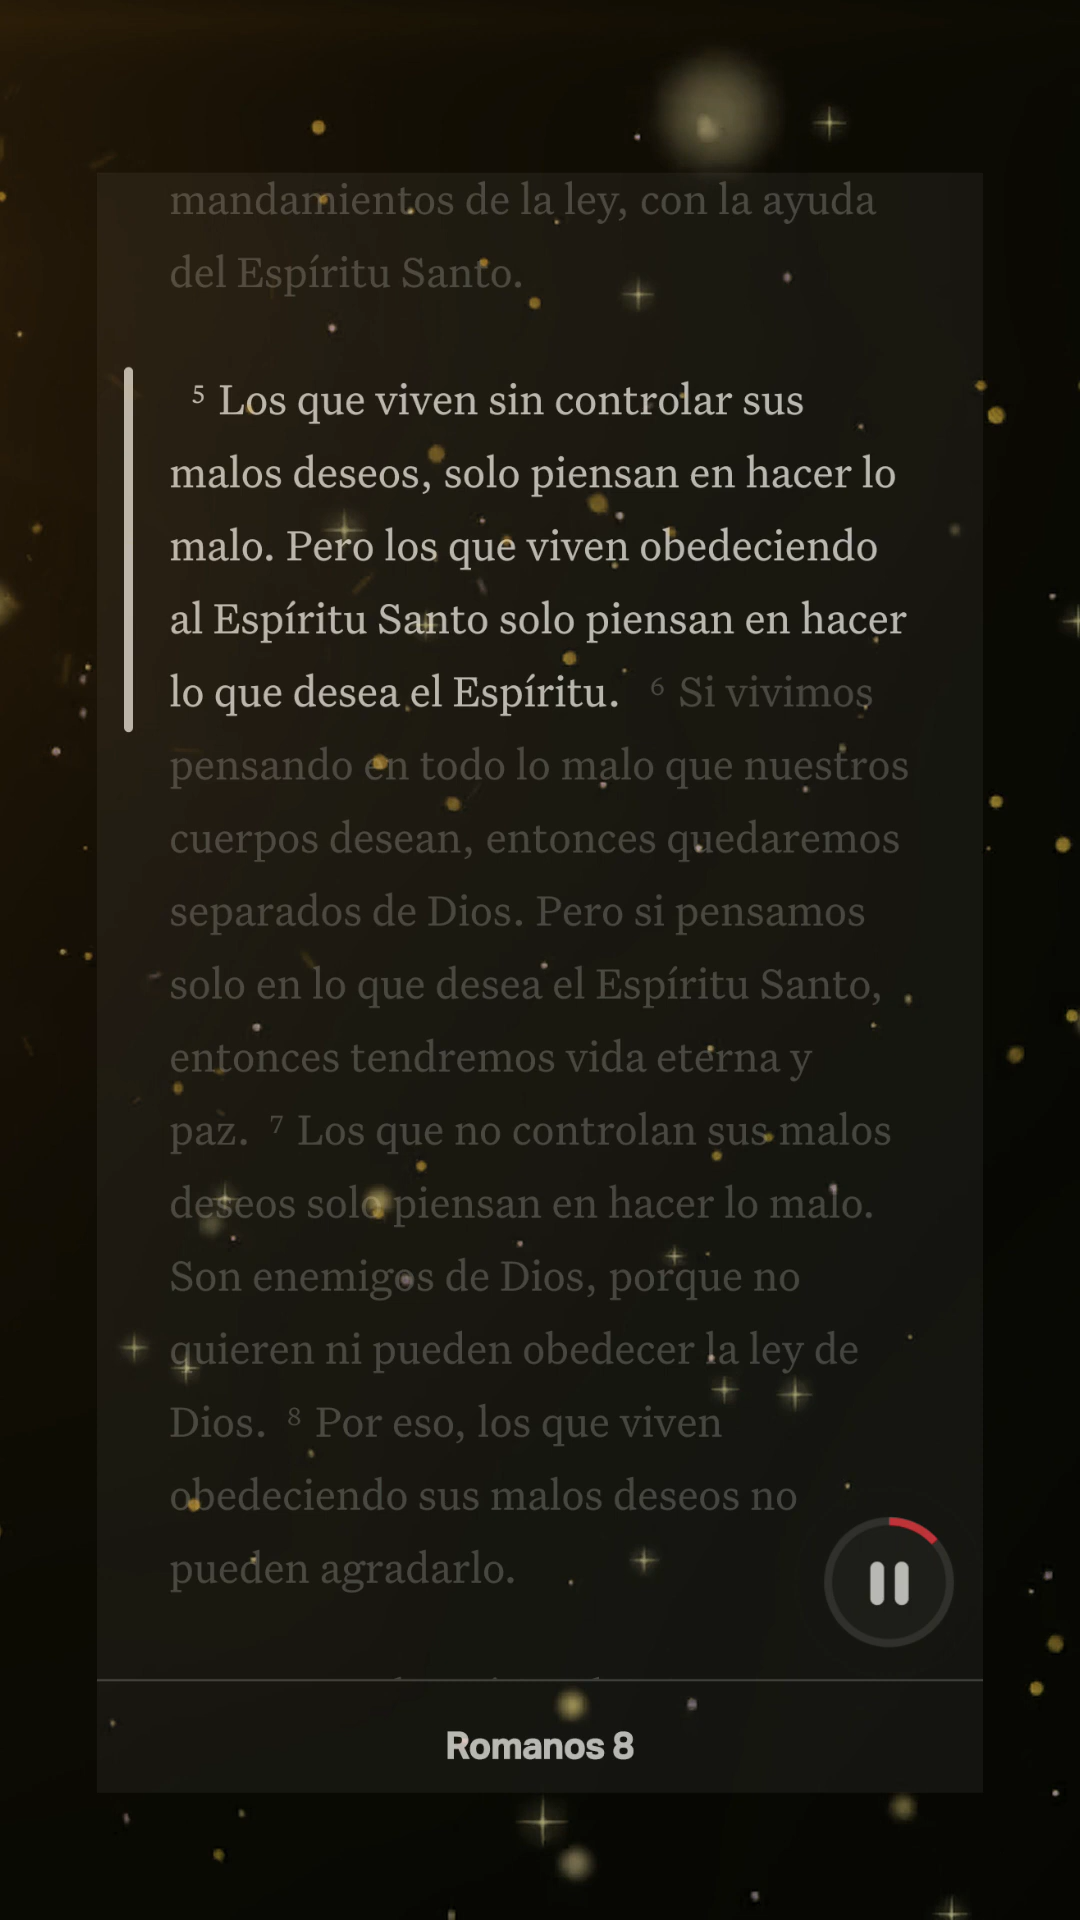 mandamientos de la ley, con la ayuda
del Espíritu Santo.
5 Los que viven sin controlar sus
malos deseos, solo piensan en hacer lo
malo. Pero los que viven obedeciendo
al Espíritu Santo solo piensan en hacer
lo que desea el Espíritu. 6 Si vivimos
pensando en todo lo malo que nuestros
cuerpos desean, entonces quedaremos
separados de Dios. Pero si pensamos
solo en lo que desea el Espíritu Santo,
entonces tendremos vida eterna y
paz. 7 Los que no controlan sus malos
deseos solo piensan en hacer lo malo.
Son enemigos de Dios, porque no
quieren ni pueden obedecer la ley de
Dios. 8 Por eso, los que viven
obedeciendo sus malos deseos no
pueden agradarlo.
Romanos 8